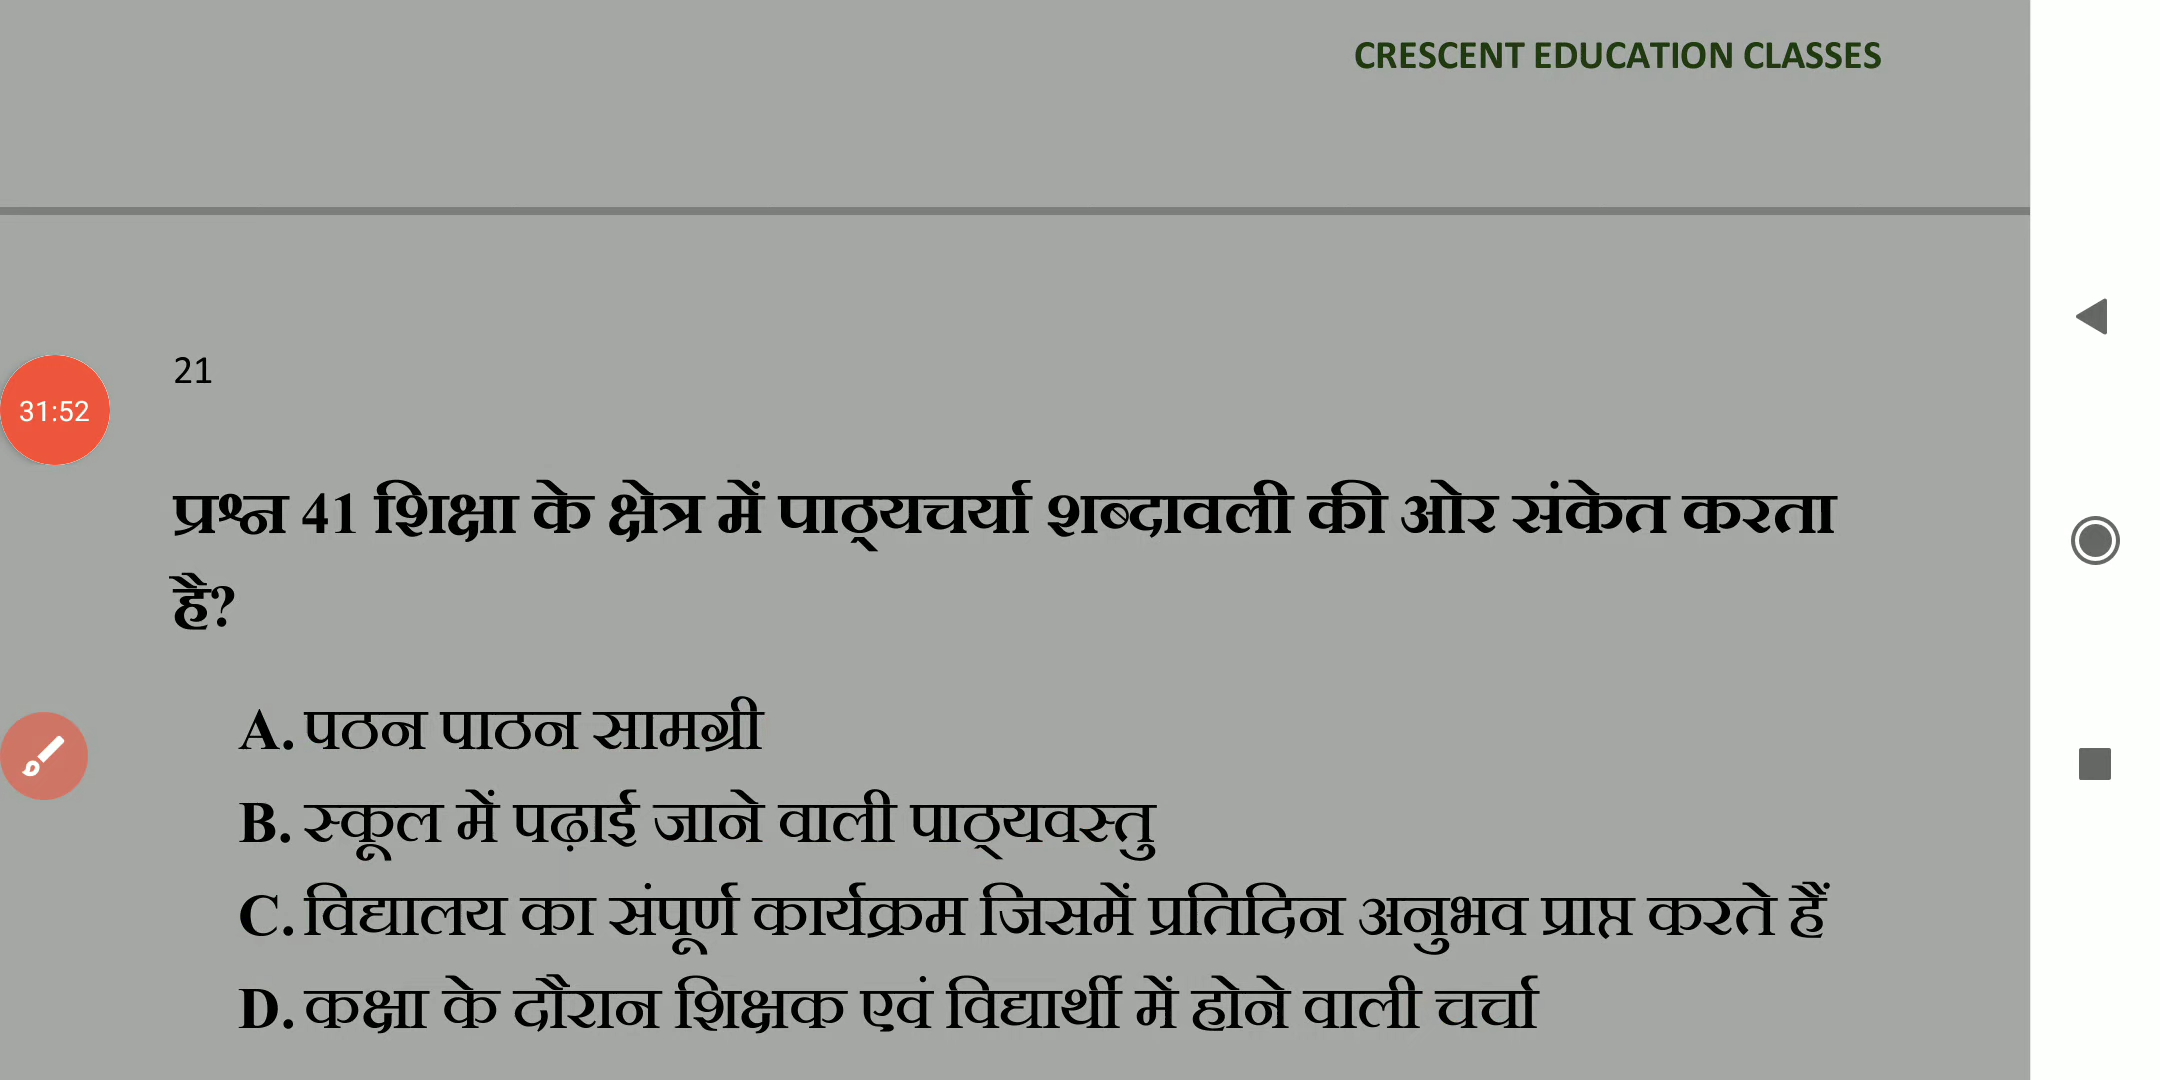 CRESCENT EDUCATION CLASSES
21
31:52
प्रश्न 41 शिक्षा के क्षेत्र में पाठ्यचर्या शब्दावली की ओर संकेत करता
है?
A. पठन पाठन सामग्री
B. स्कूल में पढ़ाई जाने वाली पाठ्यवस्तु
C. विद्यालय का संपूर्ण कार्यक्रम जिसमें प्रतिदिन अनुभव प्राप्त करते हैं
D. कक्षा के दौरान शिक्षक एवं विद्यार्थी में होने वाली चर्चा